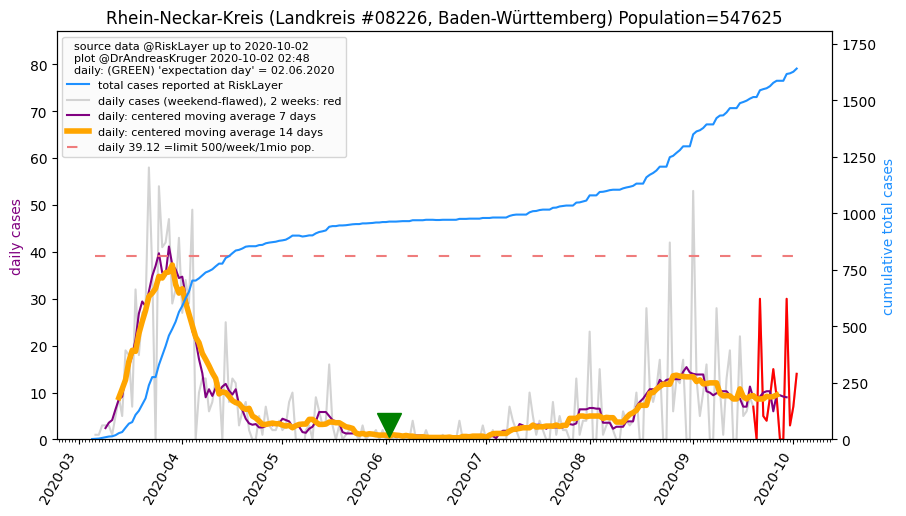 Rhein-Neckar-Kreis (Landkreis #08226, Baden-Württemberg) Population=547625
source data @RiskLayer up to 2020-10-02
plot @DrAndreasKruger 2020-10-02 02:48
daily: (GREEN) 'expectation day' = 02.06.2020
total cases reported at RiskLayer
daily cases (weekend-flawed), 2 weeks: red
daily: centered moving average 7 days
daily: centered moving average 14 days
daily 39.12 =limit 500/week/1mio pop.
daily cases
80
70
60
50
40
30
20
10
0
1750
1500
1250
1000
750
500
250
0
cumulative total cases
2020-03
2020-04
2020-05
2020-06
2020-07
2020-08
2020-09
2020-10